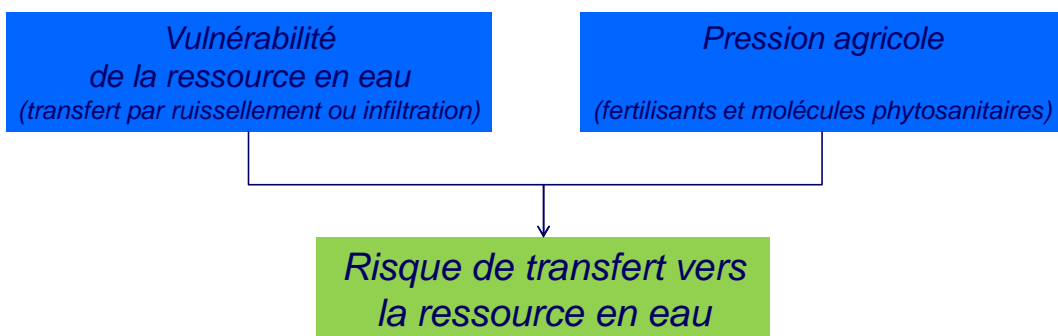 Vulnérabilité
de la ressource en eau
(transfert par ruissellement ou infiltration)
Pression agricole
(fertilisants et molécules phytosanitaires)
Risque de transfert vers
la ressource en eau